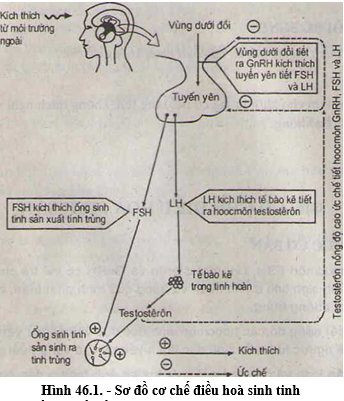 Kích thích
từ môi trường
ngoài
Vùng dưới đồi
Vùng dưới đồi tiết
ra GnRH kích thích
tuyến yên tiết FSH
và LH
Tuyến yên
FSH kích thích ống sinh
tinh sản xuất tinh trùng
FSH
LH
LH kích thích tế bào kẽ tiết
ra hoocmôn testostêrôn
Tế bào kẽ
trong tinh hoàn
Testostêrôn
Ống sinh tinh
sản sinh ra
tinh trùng
Testostêrôn nồng độ cao ức chế tiết hoocmôn GnRH, FSH và LH
Kích thích
Ức chế
Hình 46.1. - Sơ đồ cơ chế điều hoà sinh tinh